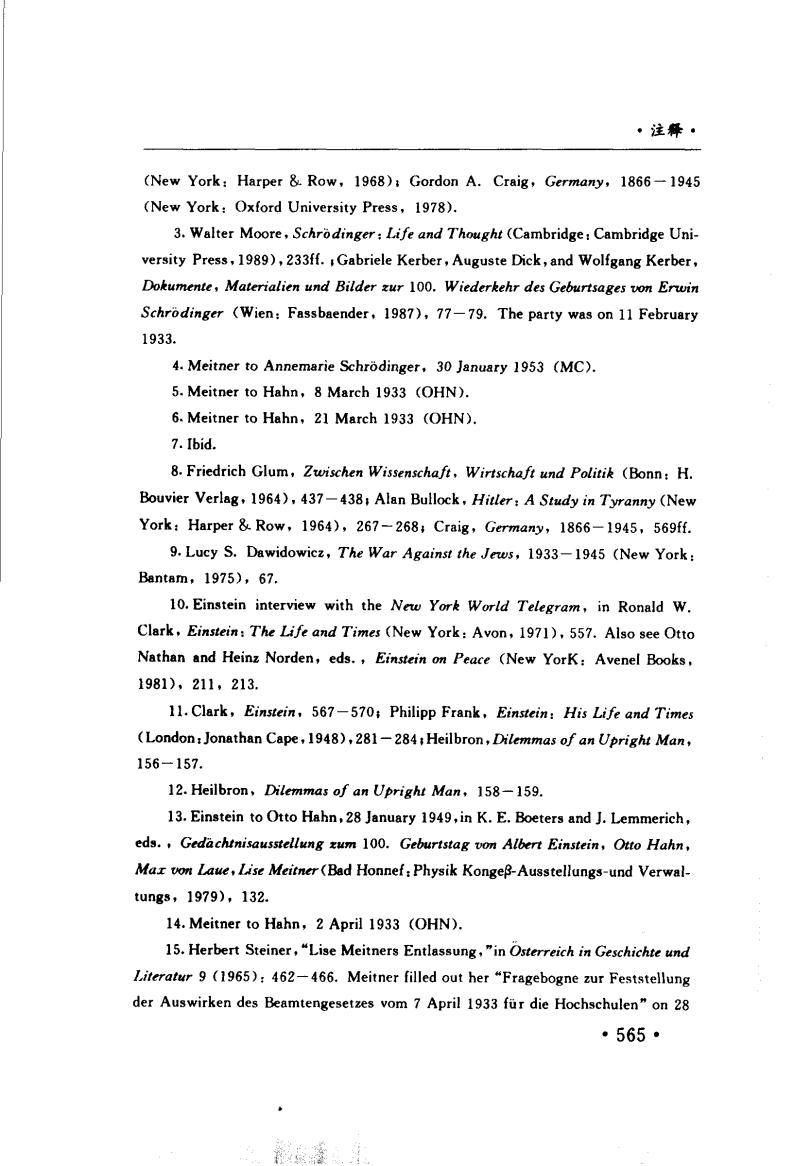 ·注释·
(New York: Harper & Row, 1968); Gordon A. Craig, Germany, 1866—1945
(New York: Oxford University Press, 1978).
3. Walter Moore, Schrödinger: Life and Thought (Cambridge: Cambridge Uni-
versity Press, 1989), 233ff. ; Gabriele Kerber, Auguste Dick, and Wolfgang Kerber,
Dokumente, Materialien und Bilder zur 100. Wiederkehr des Geburtsages von Erwin
Schrödinger (Wien: Fassbaender, 1987), 77—79. The party was on 11 February
1933.
4. Meitner to Annemarie Schrödinger, 30 January 1953 (MC).
5. Meitner to Hahn, 8 March 1933 (OHN).
6. Meitner to Hahn, 21 March 1933 (OHN).
7. Ibid.
8. Friedrich Glum, Zwischen Wissenschaft, Wirtschaft und Politik (Bonn: H.
Bouvier Verlag, 1964), 437—438; Alan Bullock, Hitler: A Study in Tyranny (New
York: Harper & Row, 1964), 267—268; Craig, Germany, 1866—1945, 569ff.
9. Lucy S. Dawidowicz, The War Against the Jews, 1933—1945 (New York:
Bantam, 1975), 67.
10. Einstein interview with the New York World Telegram, in Ronald W.
Clark, Einstein: The Life and Times (New York: Avon, 1971), 557. Also see Otto
Nathan and Heinz Norden, eds. , Einstein on Peace (New YorK: Avenel Books,
1981), 211, 213.
11. Clark, Einstein, 567—570; Philipp Frank, Einstein: His Life and Times
(London: Jonathan Cape, 1948), 281—284; Heilbron, Dilemmas of an Upright Man,
156—157.
12. Heilbron, Dilemmas of an Upright Man, 158—159.
13. Einstein to Otto Hahn, 28 January 1949, in K. E. Boeters and J. Lemmerich,
eds. , Gedächtnisausstellung zum 100. Geburtstag von Albert Einstein, Otto Hahn,
Max von Laue, Lise Meitner (Bad Honnef: Physik Kongeβ-Ausstellungs-und Verwal-
tungs, 1979), 132.
14. Meitner to Hahn, 2 April 1933 (OHN).
15. Herbert Steiner, "Lise Meitners Entlassung, "in Österreich in Geschichte und
Literatur 9 (1965): 462—466. Meitner filled out her "Fragebogne zur Feststellung
der Auswirken des Beamtengesetzes vom 7 April 1933 für die Hochschulen" on 28
·565·